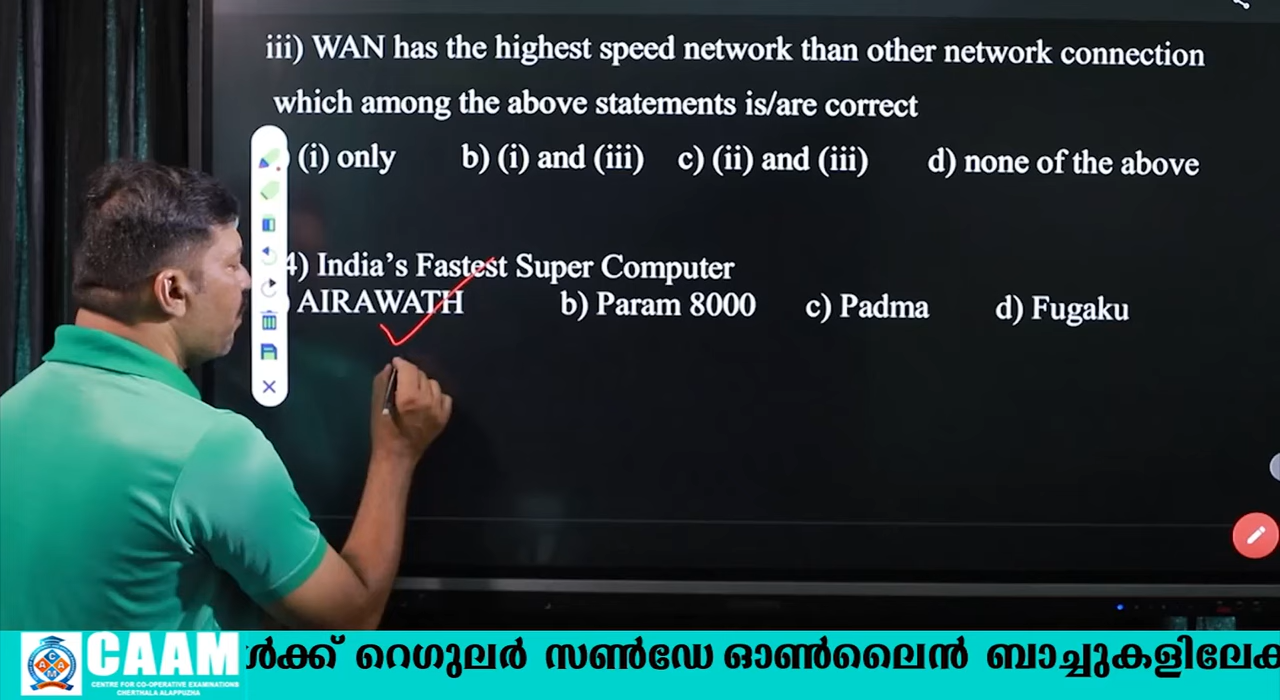 iii) WAN has the highest speed network than other network connection
which among the above statements is/are correct
) (i) only b) (i) and (iii) c) (ii) and (iii) d) none of the above
4) India's Fastest Super Computer
) AIRAWATH b) Param 8000 c) Padma d) Fugaku
CAAM
CENTRE FOR CO-OPERATIVE EXAMINATIONS
CHERTHALA ALAPPUZHA
ൾക്ക് റെഗുലർ സൺഡേ ഓൺലൈൻ ബാച്ചുകളിലേക